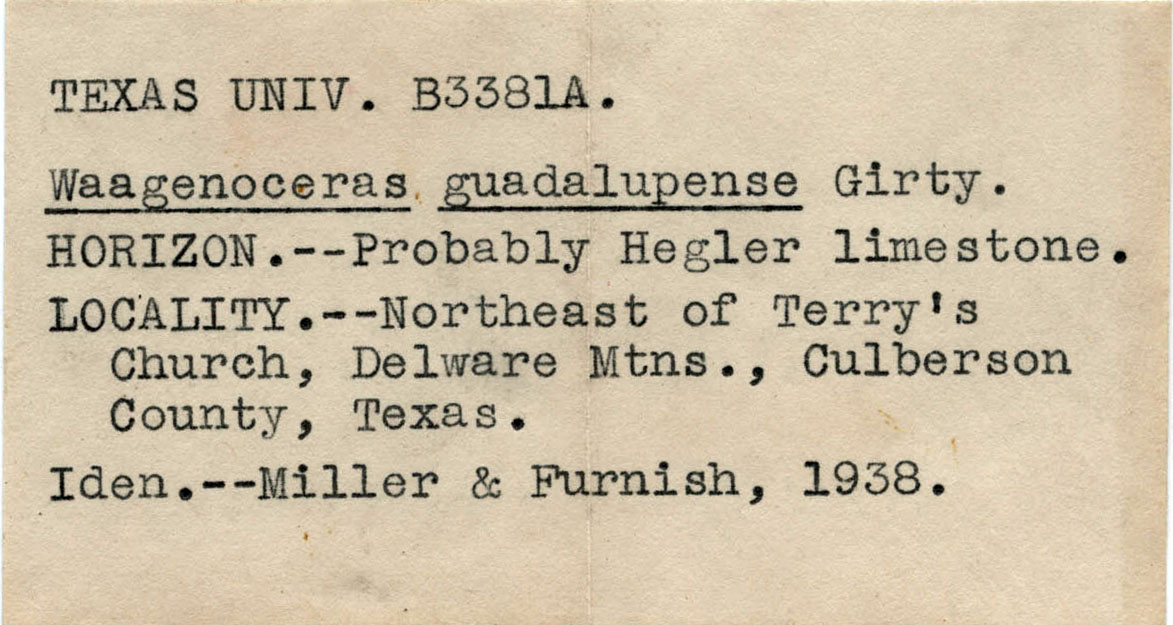 TEXAS UNIV. B3381A.
Waagenoceras guadalupense Girty.
HORIZON.--Probably Hegler limestone.
LOCALITY.--Northeast of Terry's
Church, Delware Mtns., Culberson
County, Texas.
Iden.--Miller & Furnish, 1938.